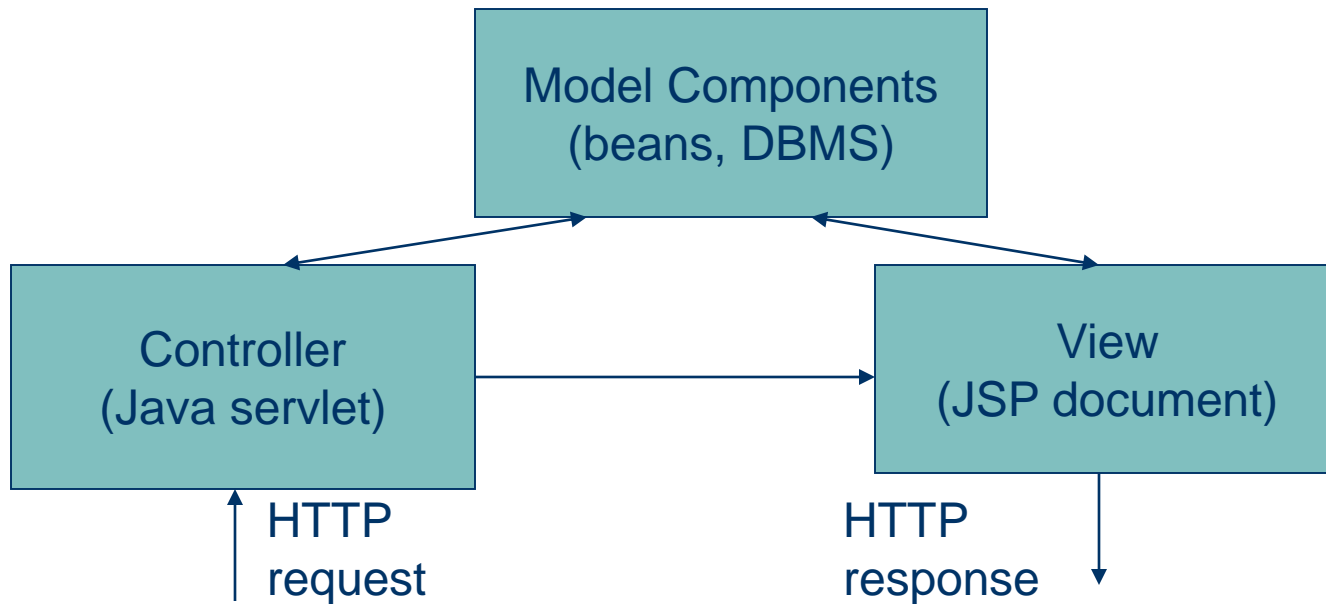 Model Components
(beans, DBMS)
Controller
(Java servlet)
View
(JSP document)
HTTP
request
HTTP
response